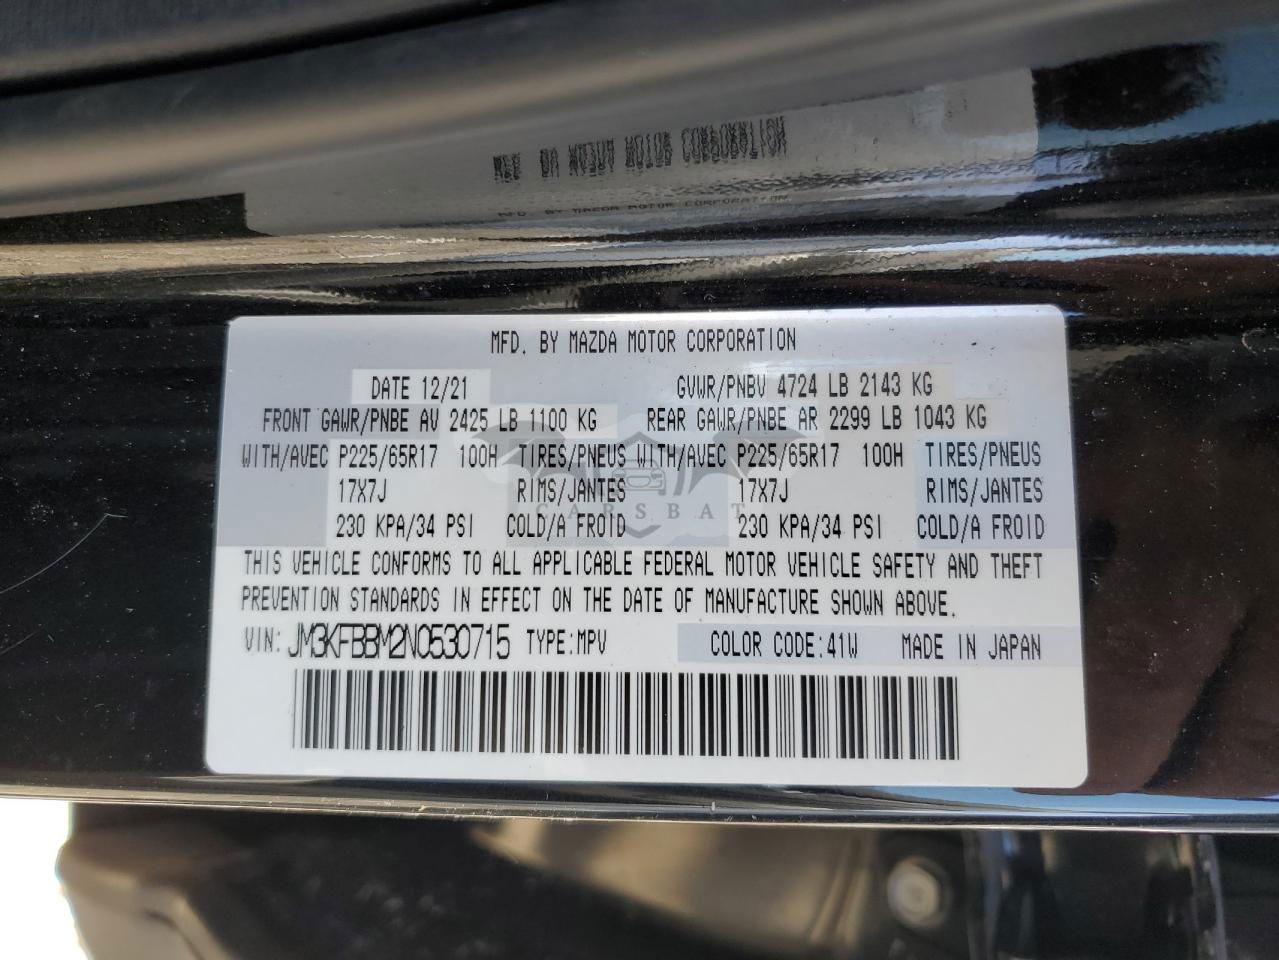 MFD. BY MAZDA MOTOR CORPORATION
DATE 12/21 GVWR/PNBV 4724 LB 2143 KG
FRONT GAWR/PNBE AV 2425 LB 1100 KG REAR GAWR/PNBE AR 2299 LB 1043 KG
WITH/AVEC P225/65R17 100H TIRES/PNEUS WITH/AVEC P225/65R17 100H TIRES/PNEUS
17X7J RIMS/JANTES 17X7J RIMS/JANTES
CARSBAT
230 KPA/34 PSI COLD/A FROID 230 KPA/34 PSI COLD/A FROID
THIS VEHICLE CONFORMS TO ALL APPLICABLE FEDERAL MOTOR VEHICLE SAFETY AND THEFT
PREVENTION STANDARDS IN EFFECT ON THE DATE OF MANUFACTURE SHOWN ABOVE.
VIN: JM3KFBBM2N0530715 TYPE:MPV COLOR CODE:41W MADE IN JAPAN